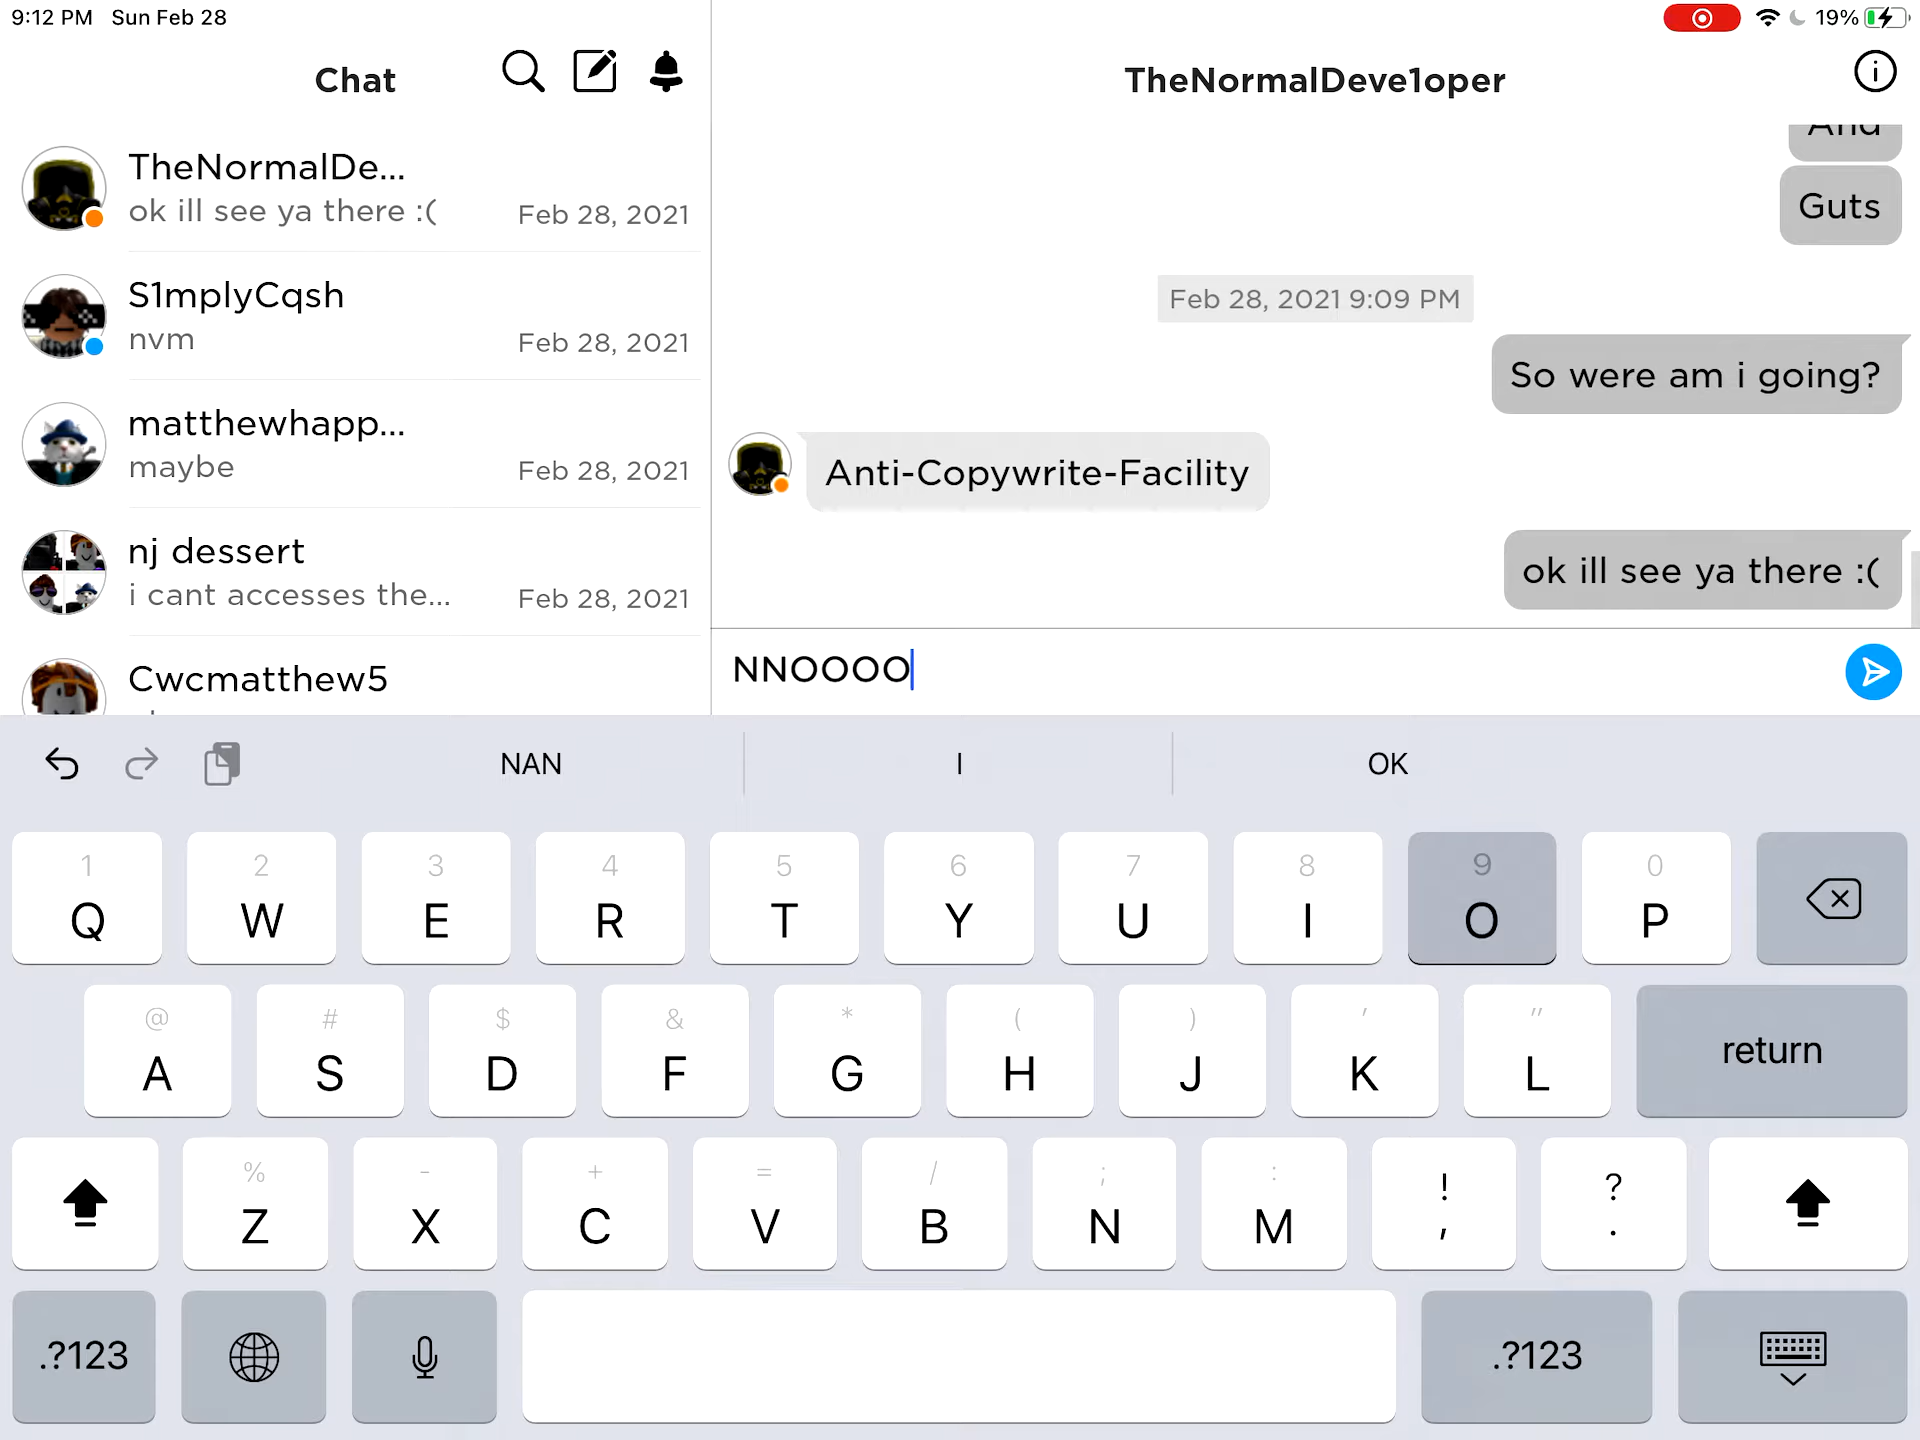 9:12 PM Sun Feb 28
19%
Chat
TheNormalDe...
ok ill see ya there :(
Feb 28, 2021
S1mplyCqsh
nvm
Feb 28, 2021
matthewhapp...
maybe
Feb 28, 2021
nj dessert
i cant accesses the...
Feb 28, 2021
Cwcmatthew5
TheNormalDeve1oper
And
Guts
Feb 28, 2021 9:09 PM
So were am i going?
Anti-Copywrite-Facility
ok ill see ya there :(
NNOOOO
NAN I OK
1 2 3 4 5 6 7 8 9 0
Q W E R T Y U I O P
@ # $ & * ( ) ' "
A S D F G H J K L return
% - + = / ; : ! ?
Z X C V B N M , .
.?123 .?123